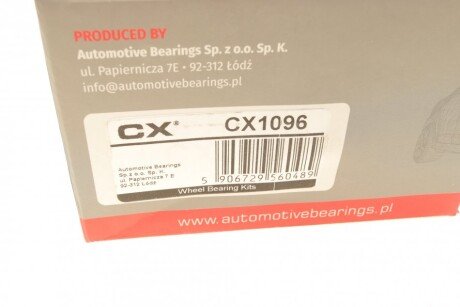 PRODUCED BY
Automotive Bearings Sp. z o.o. Sp. K.
ul. Papiernicza 7E • 92-312 Łódź
info@automotivebearings.pl
CX® CX1096
Automotive Bearings
Sp. z o.o. Sp. K.
ul. Papiernicza 7 E
92-312 Łódź
5 906729 560489
Wheel Bearing Kits
www.automotivebearings.pl